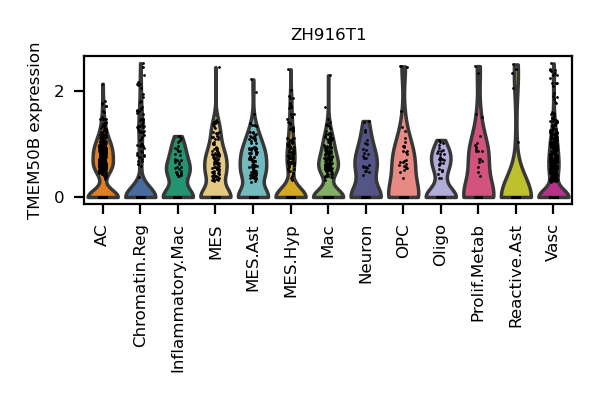 ZH916T1
TMEM50B expression
2
0
AC
Chromatin.Reg
Inflammatory.Mac
MES
MES.Ast
MES.Hyp
Mac
Neuron
OPC
Oligo
Prolif.Metab
Reactive.Ast
Vasc